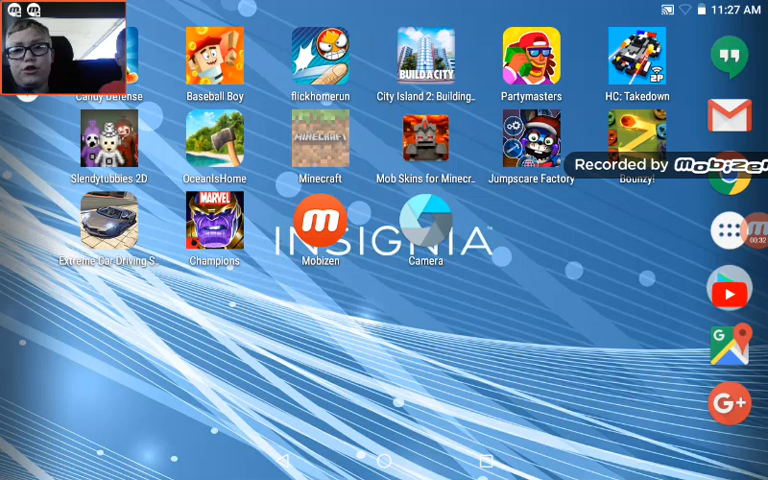 11:27 AM
BUILDACITY
2P
Candy Defense
Baseball Boy
flickhomerun
City Island 2: Building..
Partymasters
HC: Takedown
MINECRAFT
Recorded by mobizen
Slendytubbies 2D
OceanIsHome
Minecraft
Mob Skins for Minecr..
Jumpscare Factory
Bounzy!
MARVEL
m
INSIGNIA
00:32
Extreme Car Driving S..
Champions
Mobizen
Camera
G
G+